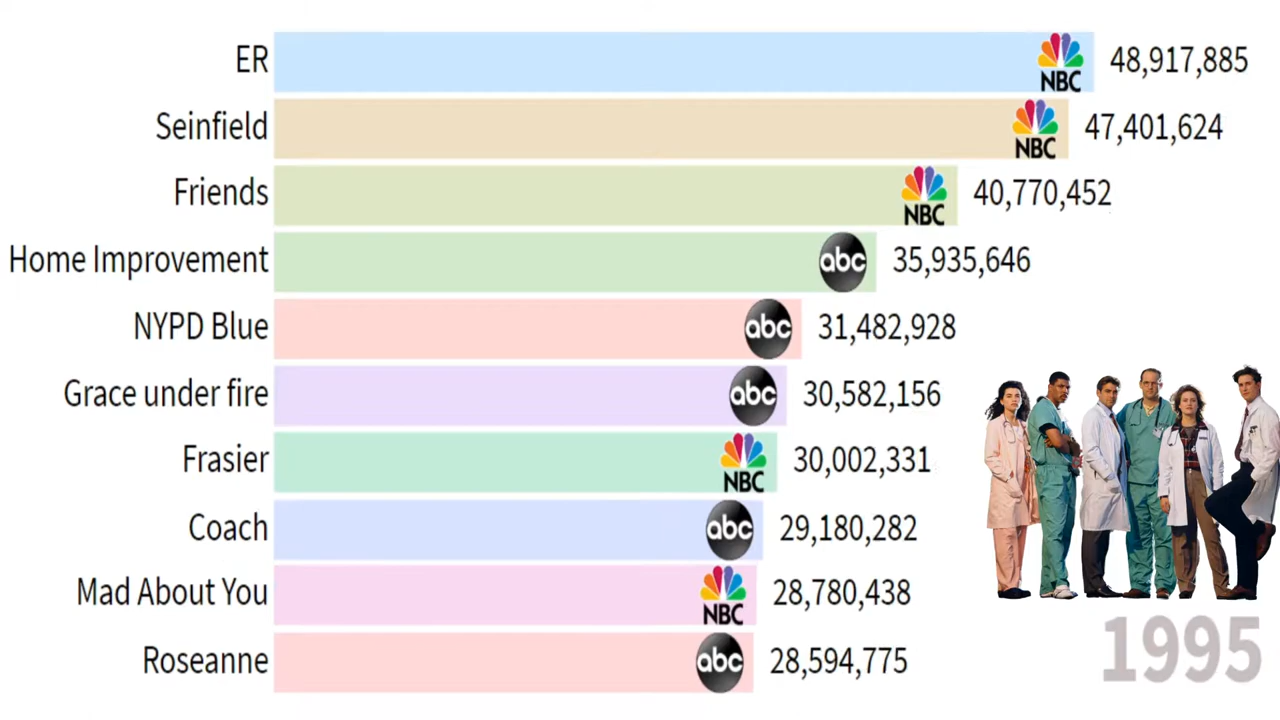 ER NBC 48,917,885
Seinfield NBC 47,401,624
Friends NBC 40,770,452
Home Improvement abc 35,935,646
NYPD Blue abc 31,482,928
Grace under fire abc 30,582,156
Frasier NBC 30,002,331
Coach abc 29,180,282
Mad About You NBC 28,780,438
Roseanne abc 28,594,775
1995